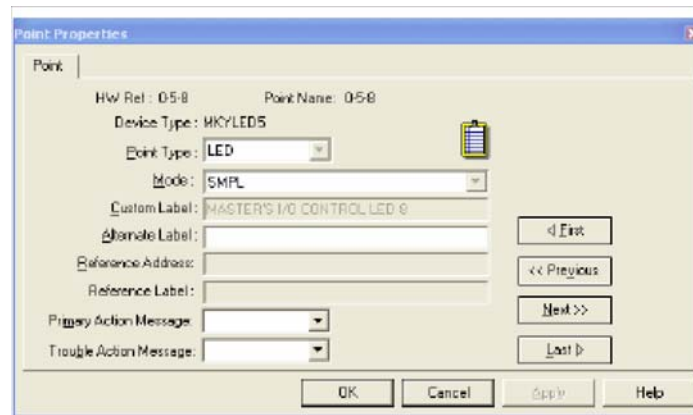 Point Properties
Point
HW Ref : 0-5-8 Point Name: 0-5-8
Device Type : MKYLED5
Point Type : LED
Mode : SMPL
Custom Label : MASTER'S I/O CONTROL LED 8
Alternate Label :
Reference Address:
Reference Label :
Primary Action Message:
Trouble Action Message:
First
<< Previous
Next >>
Last
OK Cancel Apply Help